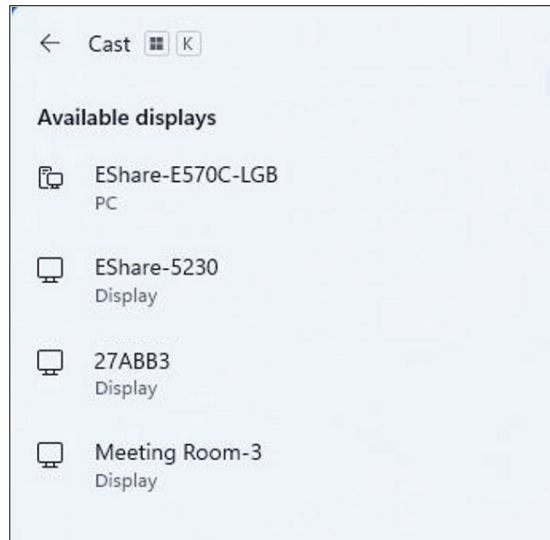 Cast K
Available displays
EShare-E570C-LGB
PC
EShare-5230
Display
27ABB3
Display
Meeting Room-3
Display